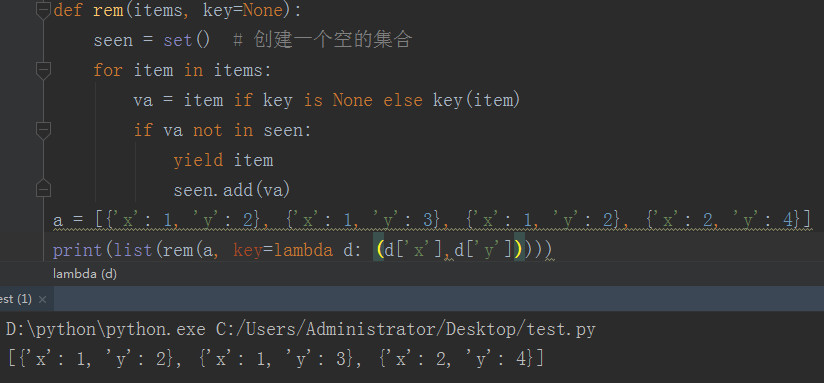 def rem(items, key=None):
    seen = set()  # 创建一个空的集合
    for item in items:
        va = item if key is None else key(item)
        if va not in seen:
            yield item
            seen.add(va)
a = [{'x': 1, 'y': 2}, {'x': 1, 'y': 3}, {'x': 1, 'y': 2}, {'x': 2, 'y': 4}]
print(list(rem(a, key=lambda d: (d['x'],d['y']))))
lambda (d)
est (1) ×
D:\python\python.exe C:/Users/Administrator/Desktop/test.py
[{'x': 1, 'y': 2}, {'x': 1, 'y': 3}, {'x': 2, 'y': 4}]